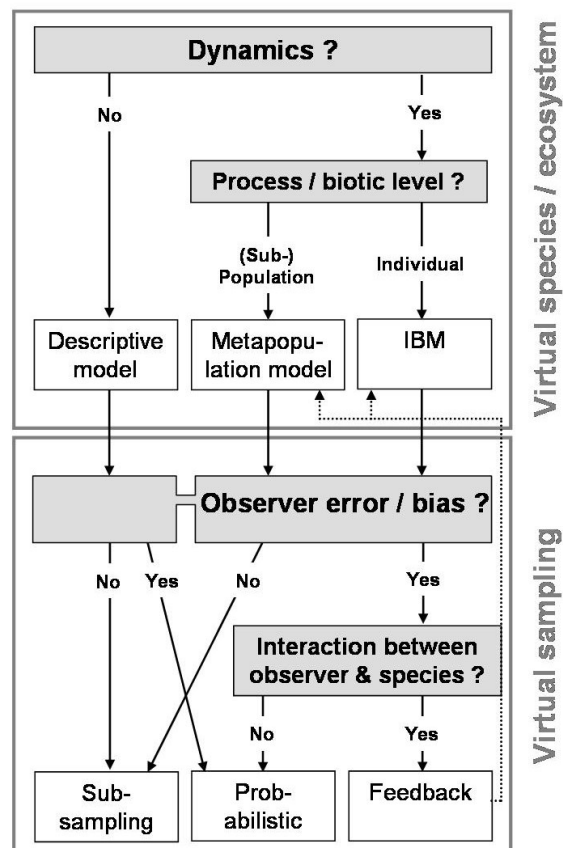 Dynamics ?
No
Yes
Process / biotic level ?
(Sub-)
Population
Individual
Descriptive
model
Metapopu-
lation model
IBM
Virtual species / ecosystem
Observer error / bias ?
No
Yes
No
Yes
Interaction between
observer & species ?
No
Yes
Sub-
sampling
Prob-
abilistic
Feedback
Virtual sampling